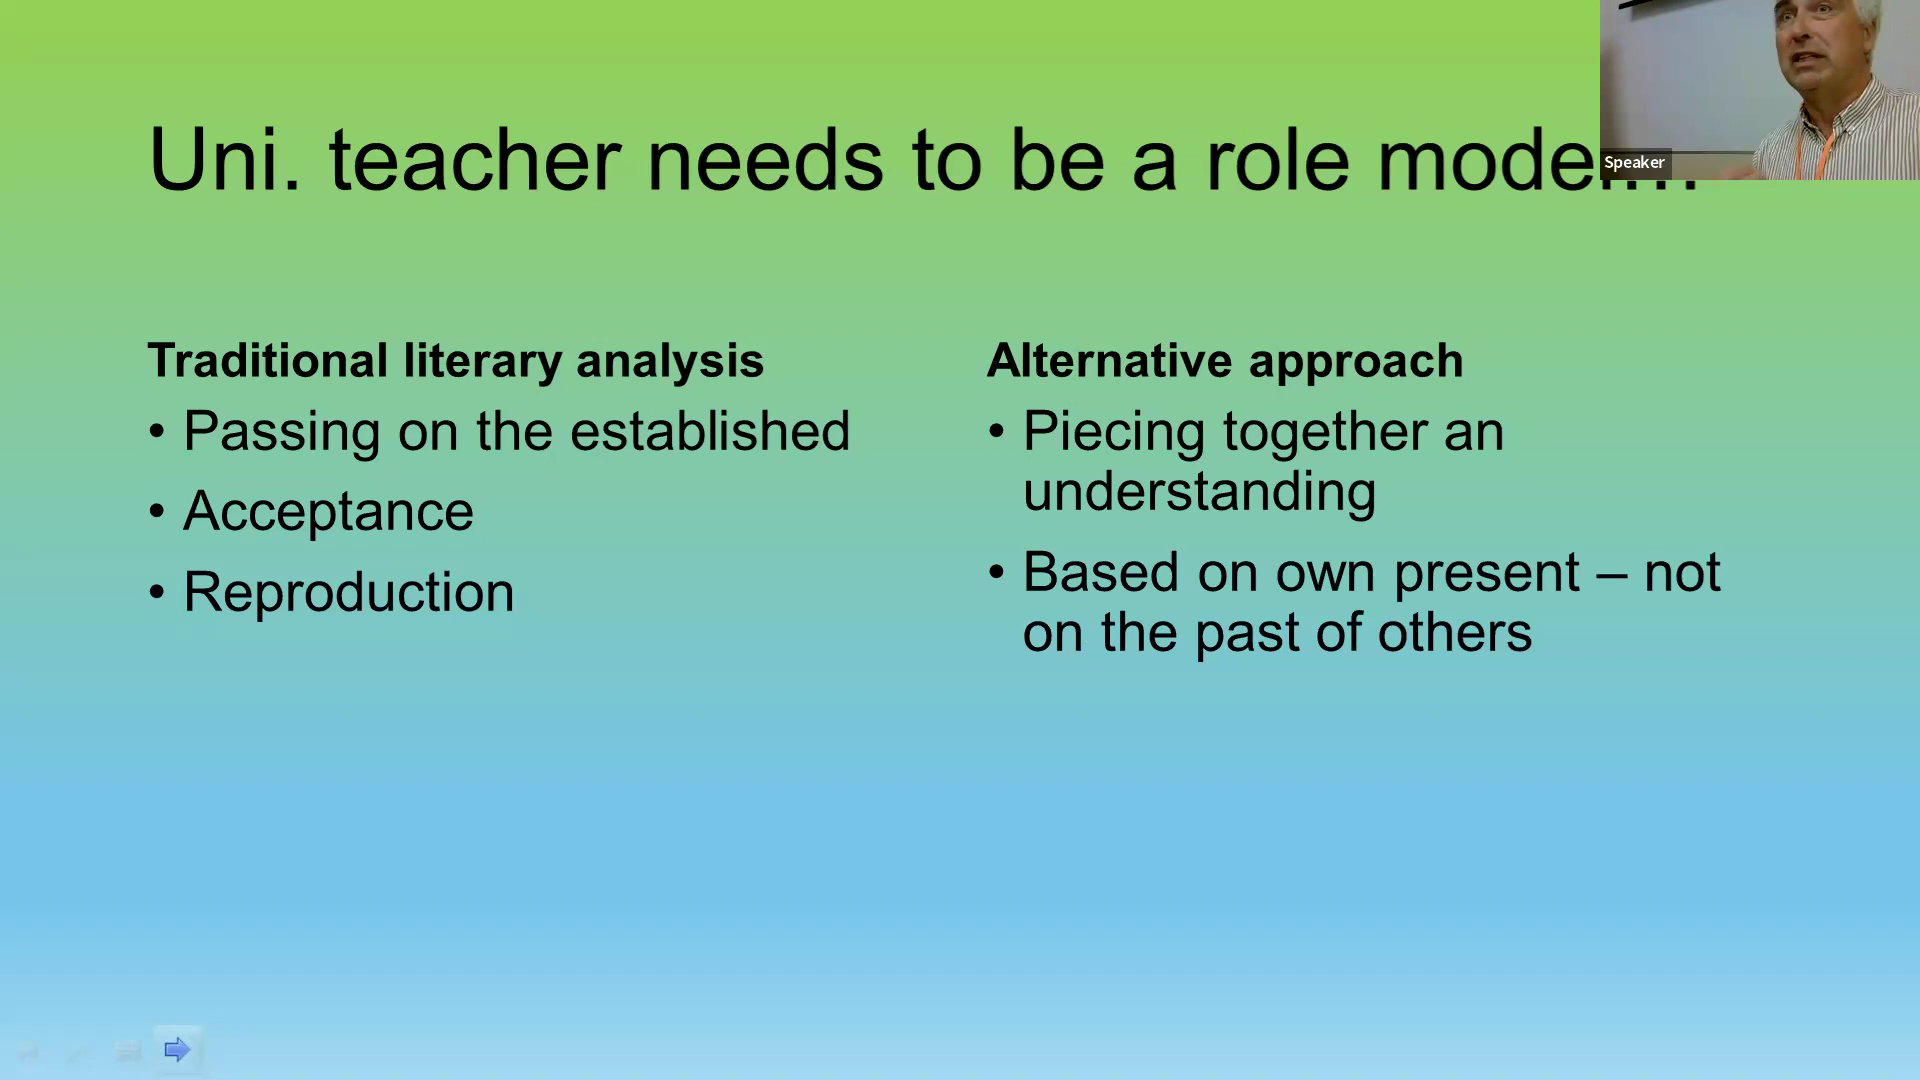 Uni. teacher needs to be a role model…
Speaker
Traditional literary analysis
• Passing on the established
• Acceptance
• Reproduction
Alternative approach
• Piecing together an
understanding
• Based on own present – not
on the past of others